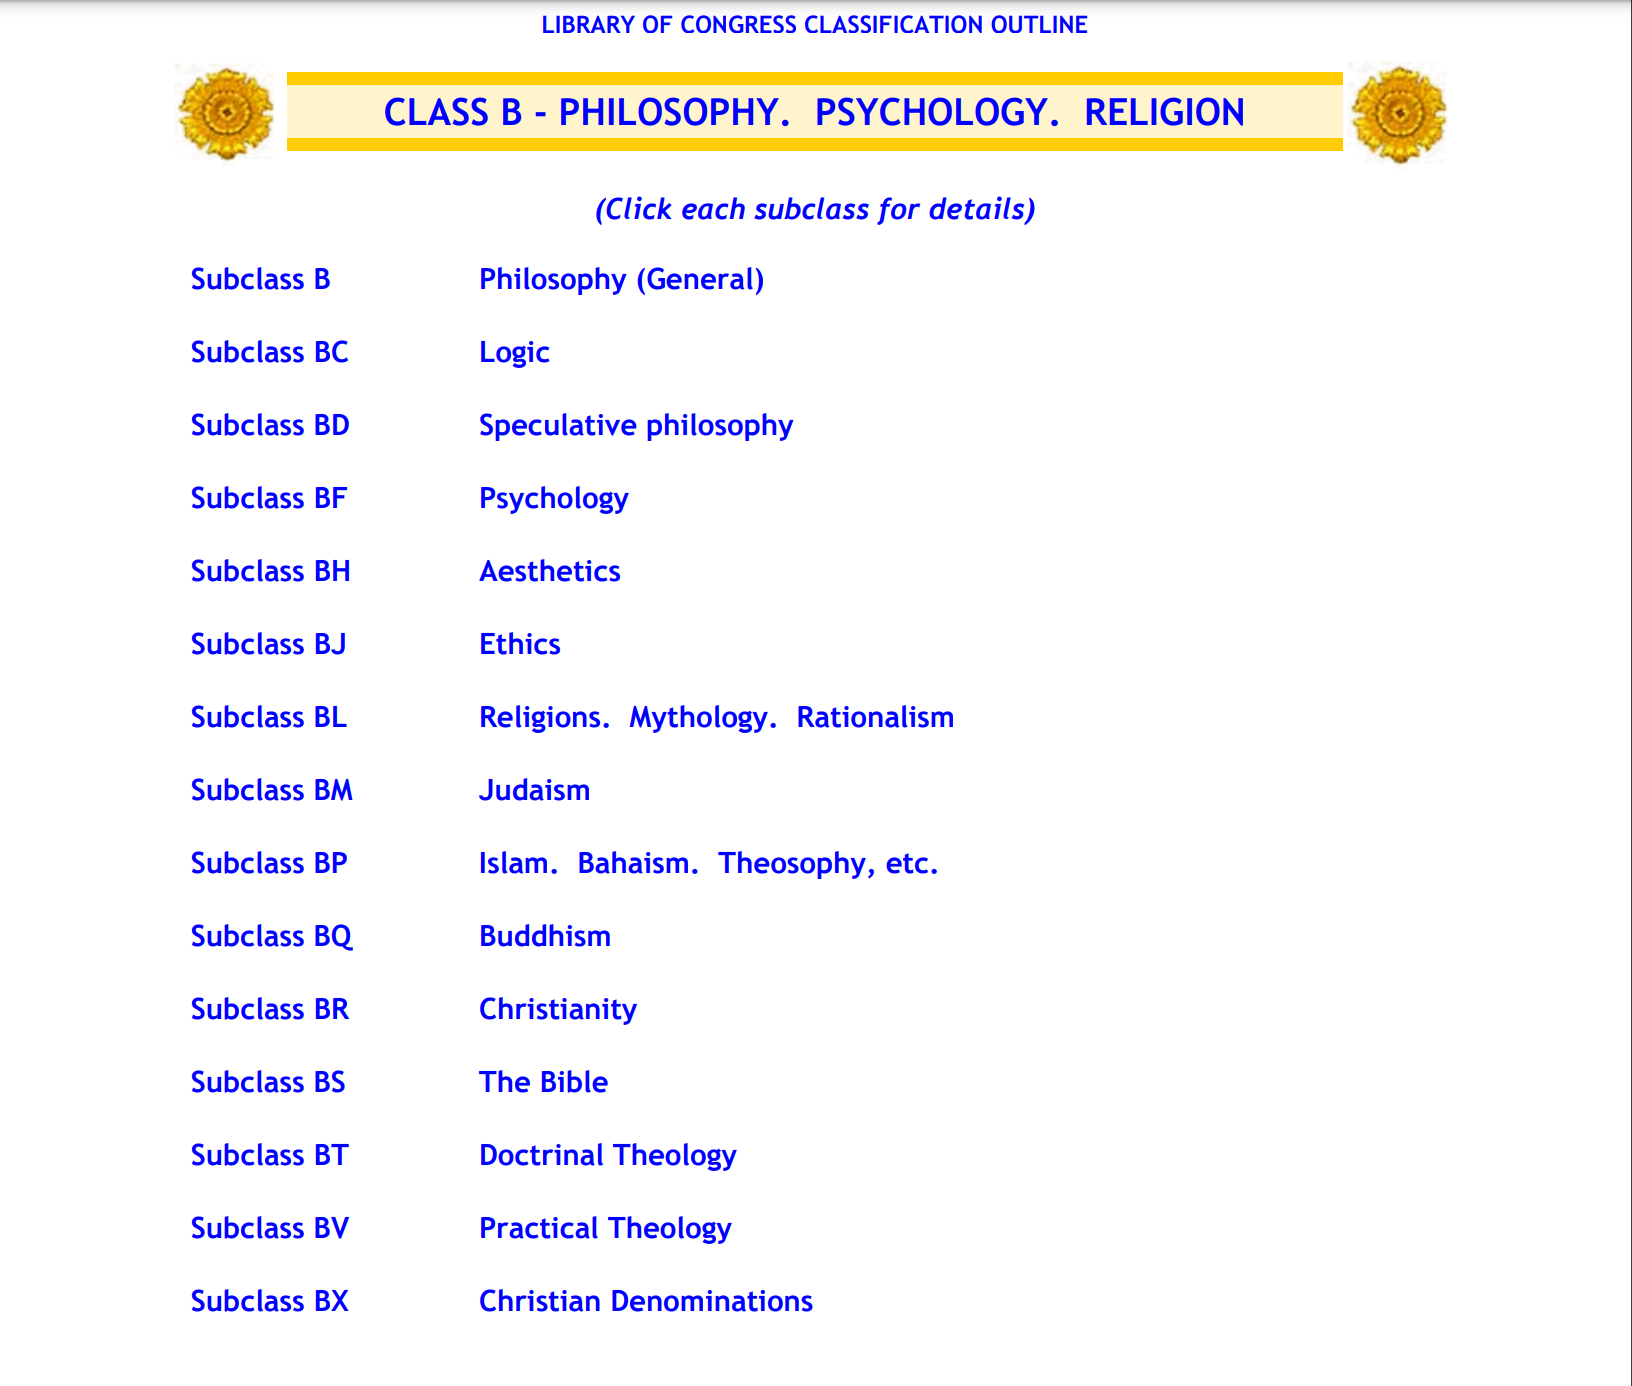 LIBRARY OF CONGRESS CLASSIFICATION OUTLINE
CLASS B - PHILOSOPHY. PSYCHOLOGY. RELIGION
(Click each subclass for details)
Subclass B Philosophy (General)
Subclass BC Logic
Subclass BD Speculative philosophy
Subclass BF Psychology
Subclass BH Aesthetics
Subclass BJ Ethics
Subclass BL Religions. Mythology. Rationalism
Subclass BM Judaism
Subclass BP Islam. Bahaism. Theosophy, etc.
Subclass BQ Buddhism
Subclass BR Christianity
Subclass BS The Bible
Subclass BT Doctrinal Theology
Subclass BV Practical Theology
Subclass BX Christian Denominations